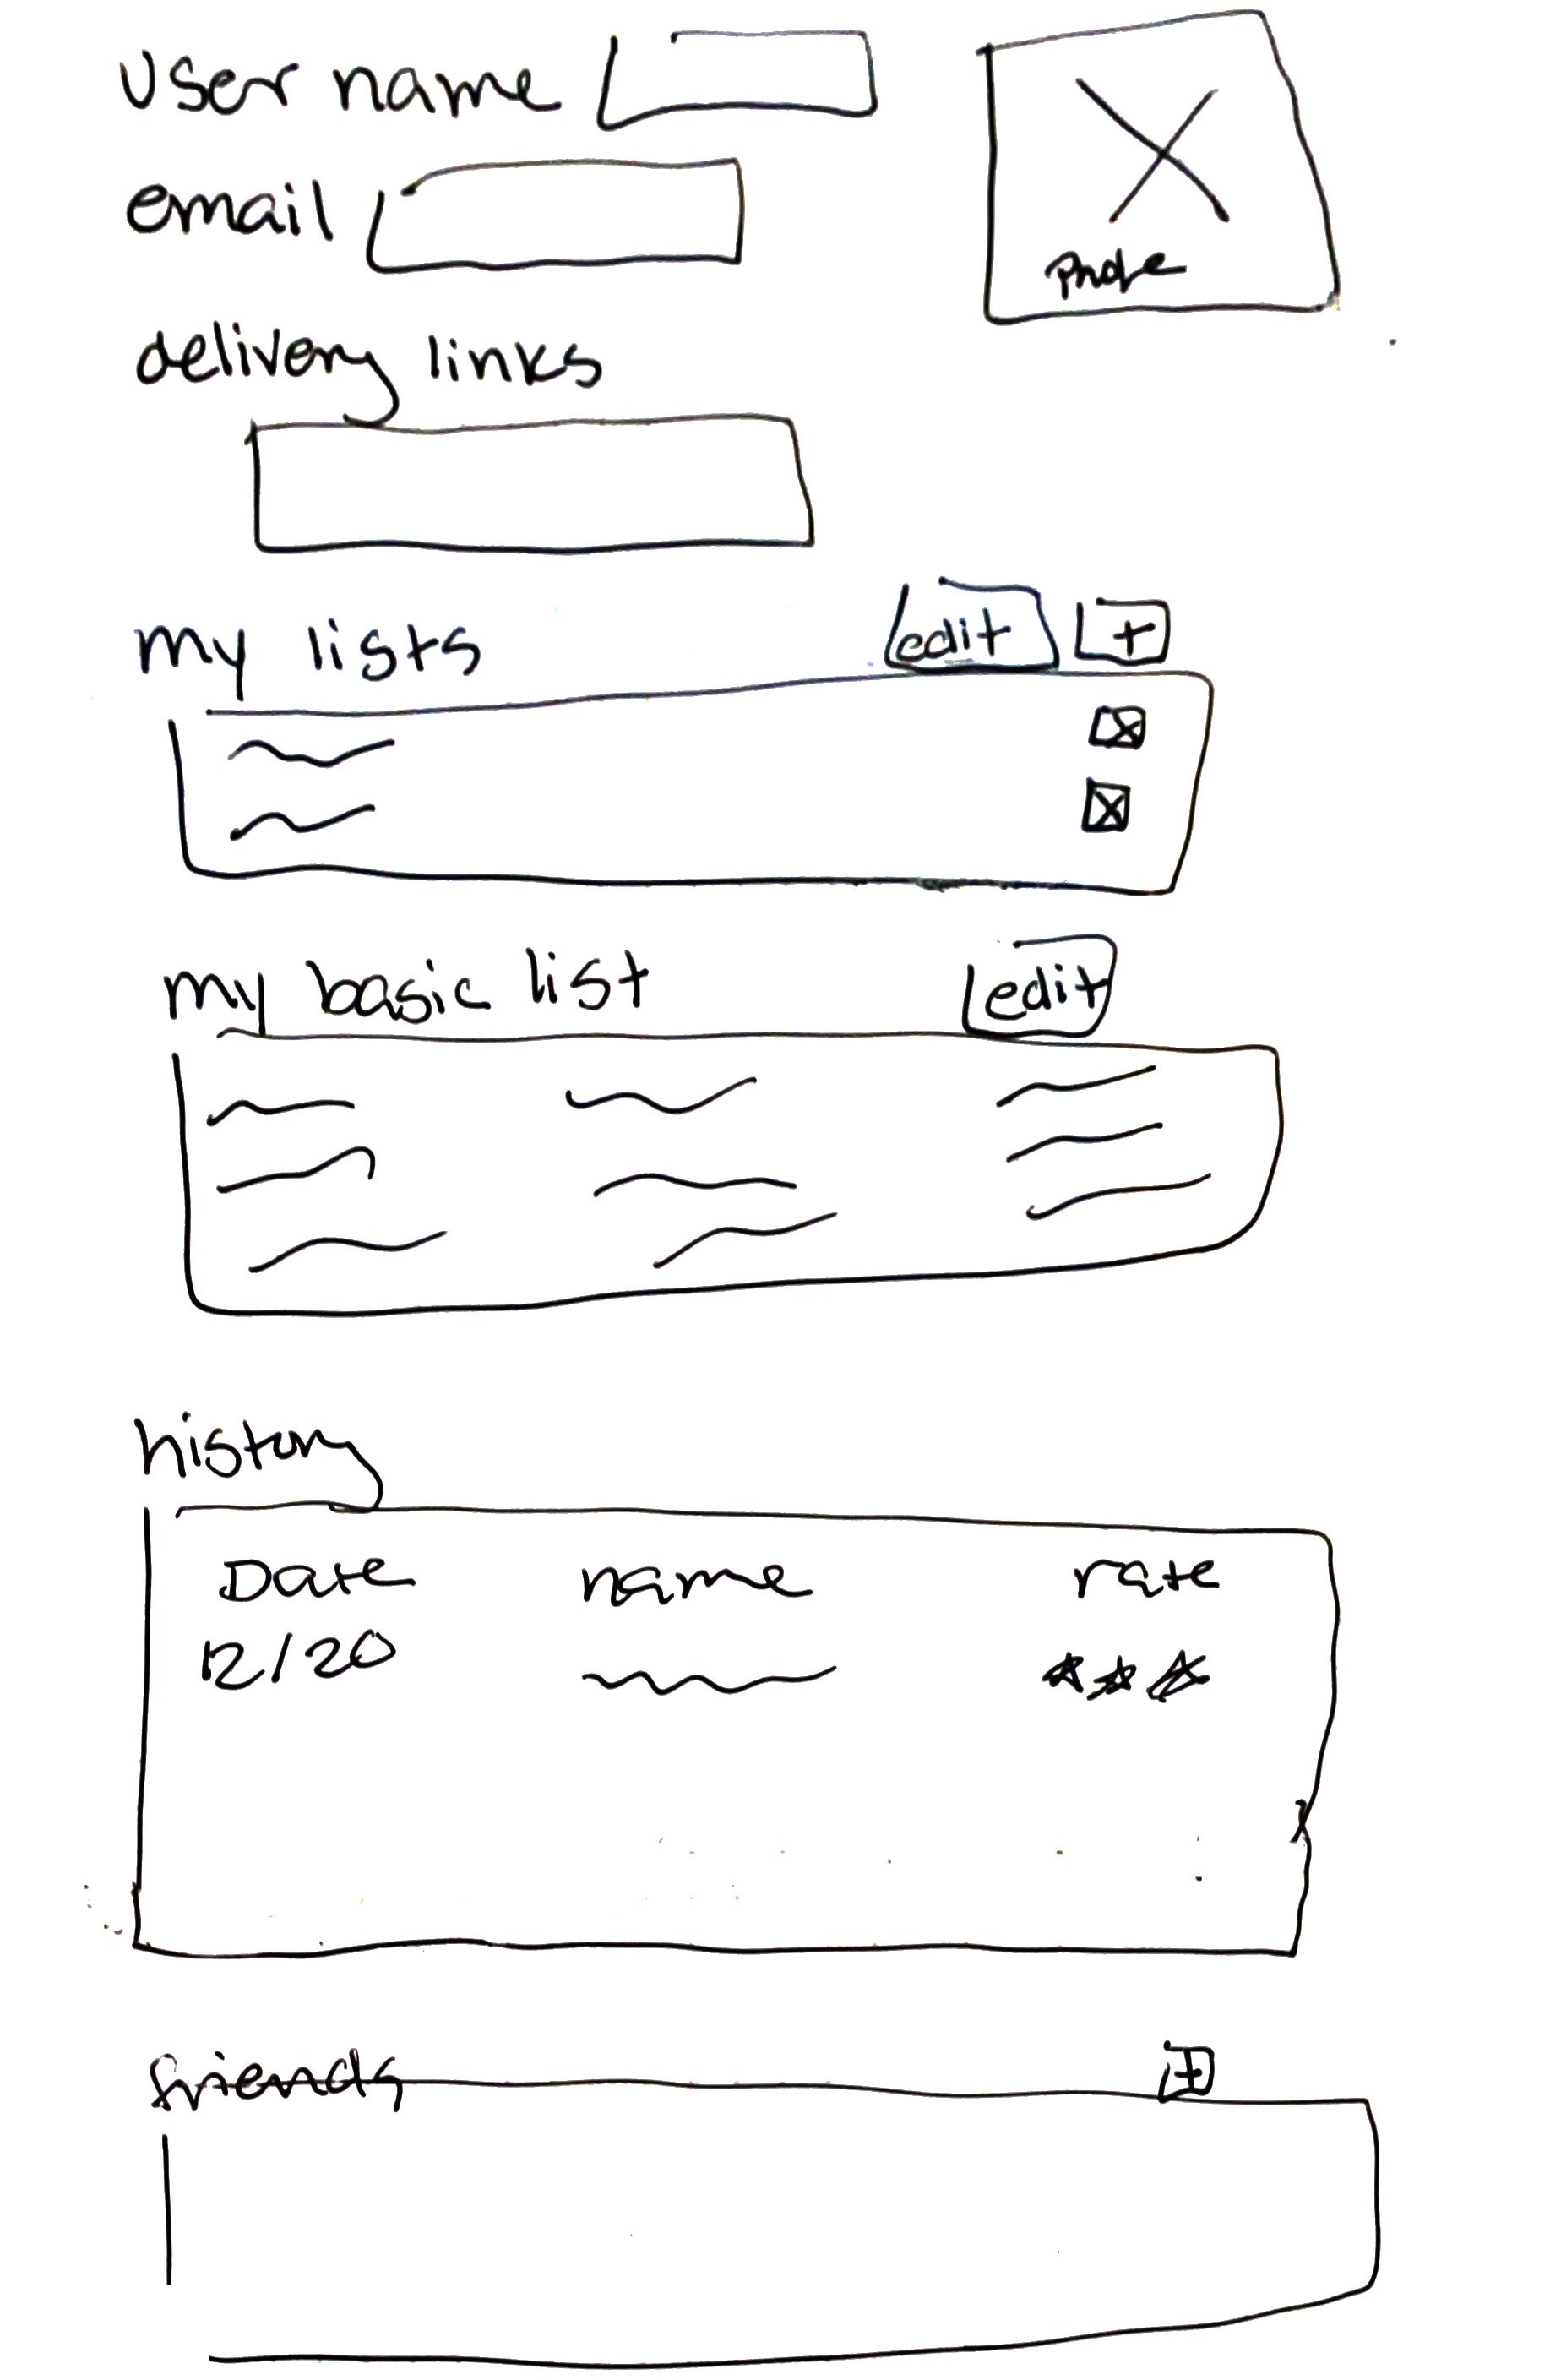 User name
email
delivery links
my lists edit +
my basic list edit
history
Date name rate
12/20
friends +